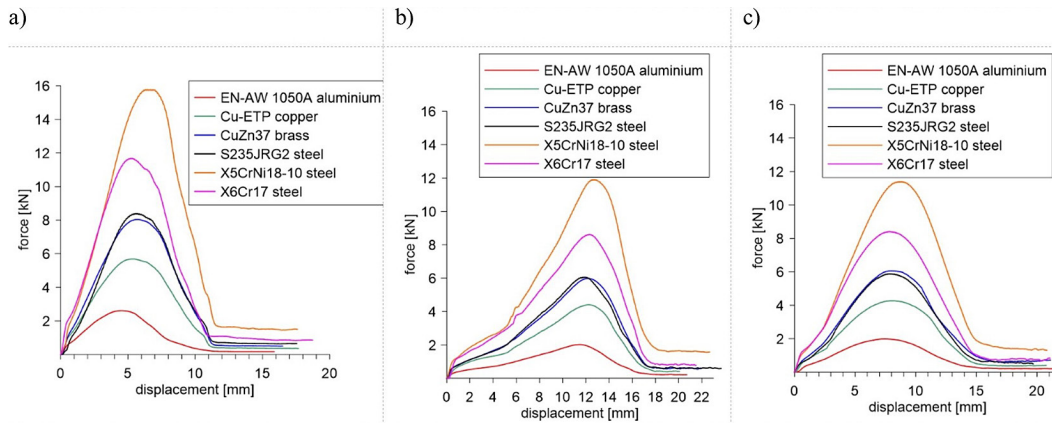 a)
16
14
12
10
8
6
4
2
0
5
10
15
20
force [kN]
displacement [mm]
EN-AW 1050A aluminium
Cu-ETP copper
CuZn37 brass
S235JRG2 steel
X5CrNi18-10 steel
X6Cr17 steel
b)
16
14
12
10
8
6
4
2
0 2 4 6 8 10 12 14 16 18 20 22
force [kN]
displacement [mm]
EN-AW 1050A aluminium
Cu-ETP copper
CuZn37 brass
S235JRG2 steel
X5CrNi18-10 steel
X6Cr17 steel
c)
16
14
12
10
8
6
4
2
0
5
10
15
20
force [kN]
displacement [mm]
EN-AW 1050A aluminium
Cu-ETP copper
CuZn37 brass
S235JRG2 steel
X5CrNi18-10 steel
X6Cr17 steel